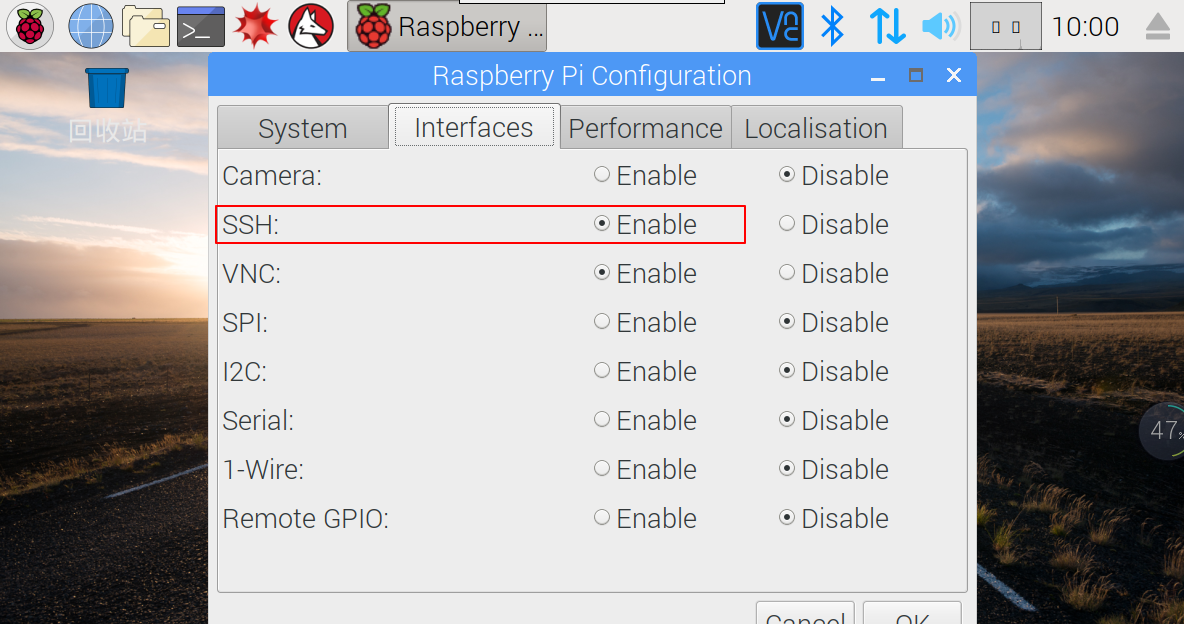 Raspberry ...
10:00
回收站
Raspberry Pi Configuration
System Interfaces Performance Localisation
Camera: Enable Disable
SSH: Enable Disable
VNC: Enable Disable
SPI: Enable Disable
I2C: Enable Disable
Serial: Enable Disable
1-Wire: Enable Disable
Remote GPIO: Enable Disable
47%
Cancel OK